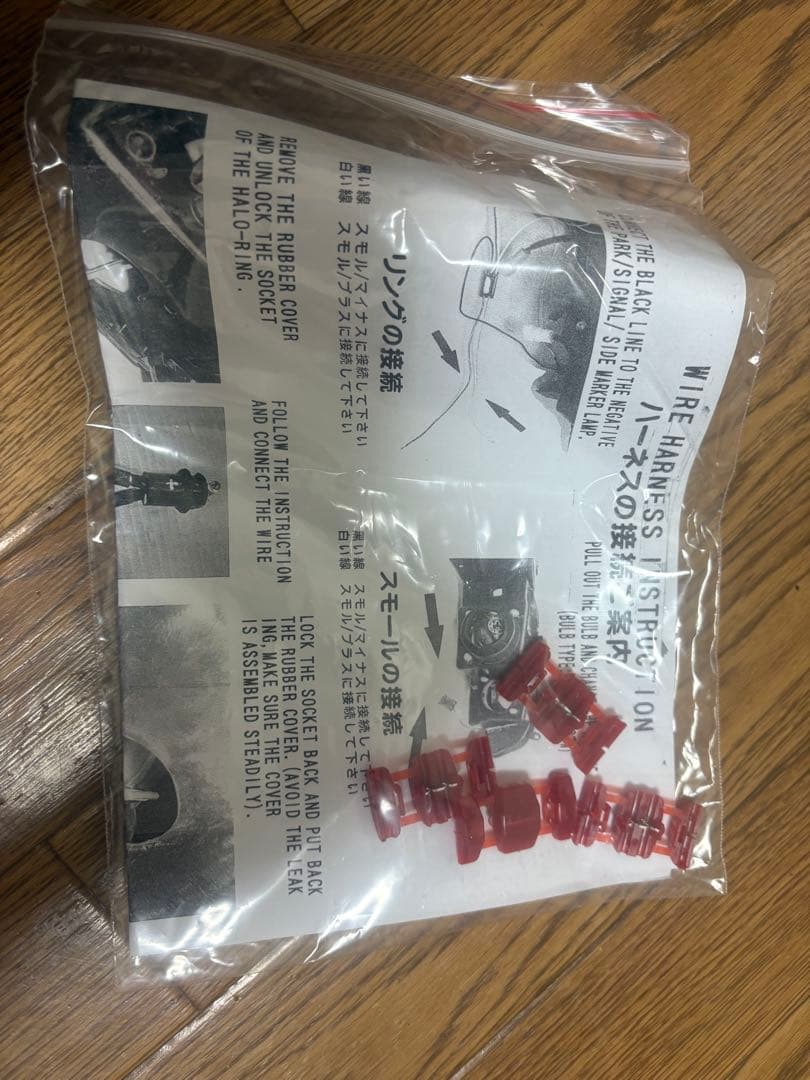 WIRE HARNESS INSTRUCTION
ハーネスの接続ご案内
THE BLACK LINE TO THE NEGATIVE
OF THE PARK/SIGNAL/ SIDE MARKER LAMP.
PULL OUT THE BULB AND
(BULB TYPE
リングの接続
黒い線 スモル/マイナスに接続して下さい
白い線 スモル/プラスに接続して下さい
スモールの接続
黒い線 スモル/マイナスに接続して下さい
白い線 スモル/プラスに接続して下さい
REMOVE THE RUBBER COVER
AND UNLOCK THE SOCKET
OF THE HALO-RING.
FOLLOW THE INSTRUCTION
AND CONNECT THE WIRE
LOCK THE SOCKET BACK AND PUT BACK
THE RUBBER COVER. (AVOID THE LEAK
ING, MAKE SURE THE COVER
IS ASSEMBLED STEADILY).